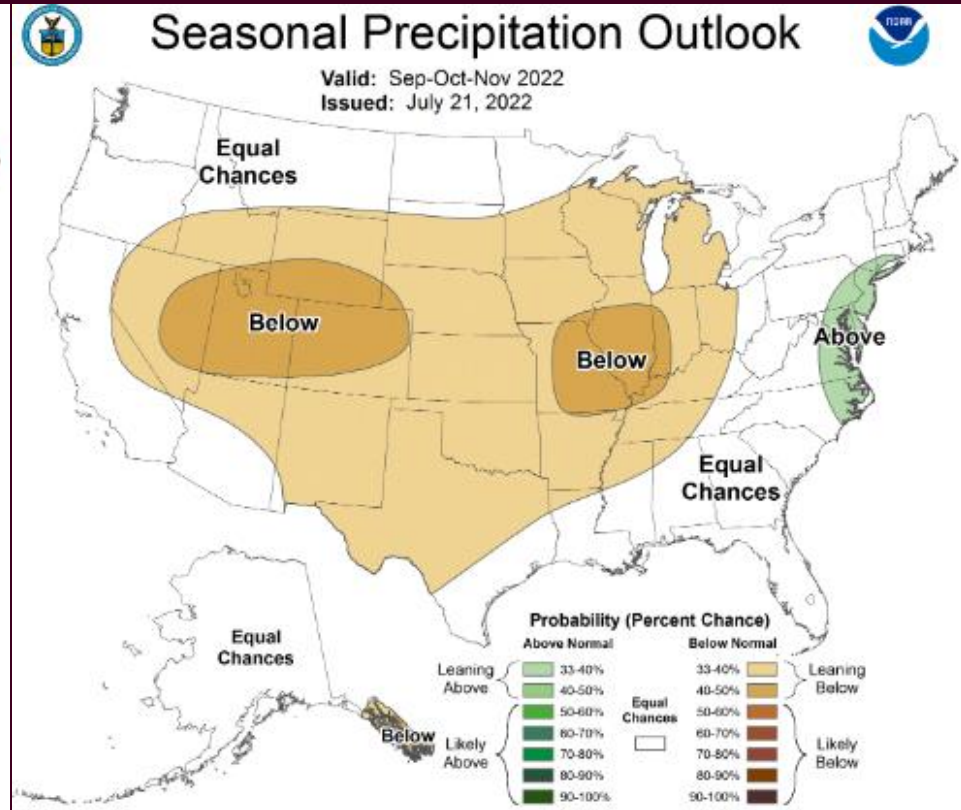 Seasonal Precipitation Outlook
NOAA
Valid: Sep-Oct-Nov 2022
Issued: July 21, 2022
Equal
Chances
Below
Below
Above
Equal
Chances
Equal
Chances
Below
Probability (Percent Chance)
Above Normal
Below Normal
Leaning
Above
33-40%
40-50%
Likely
Above
50-60%
60-70%
70-80%
80-90%
90-100%
Equal
Chances
33-40%
40-50%
Leaning
Below
50-60%
60-70%
70-80%
80-90%
90-100%
Likely
Below